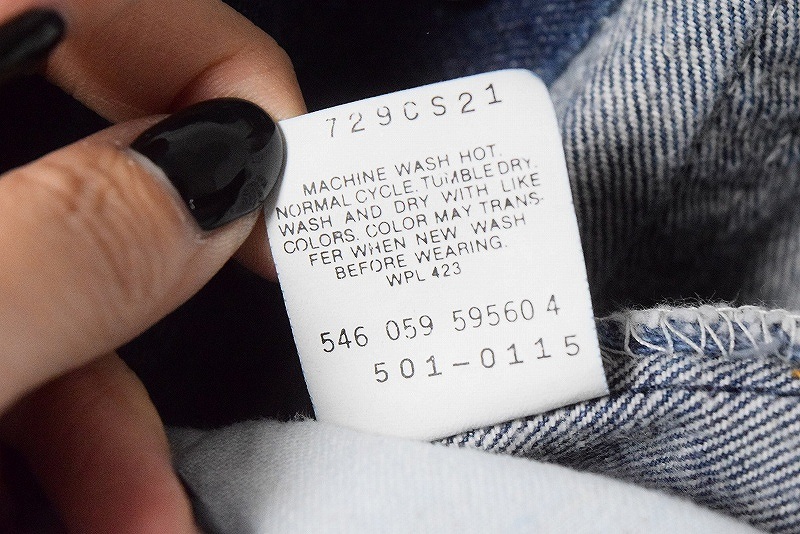 729CS21
MACHINE WASH HOT.
NORMAL CYCLE. TUMBLE DRY.
WASH AND DRY WITH LIKE
COLORS. COLOR MAY TRANS-
FER WHEN NEW WASH
BEFORE WEARING.
WPL 423
546 059 59560 4
501-0115